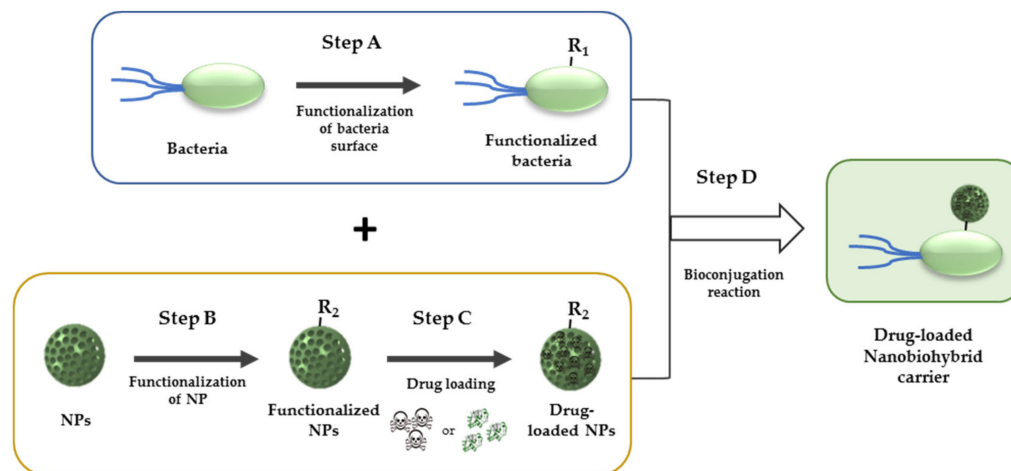 Step A
R1
Functionalization
of bacteria
surface
Bacteria
Functionalized
bacteria
+
Step D
Bioconjugation
reaction
Step B
R2
Step C
R2
Functionalization
of NP
Drug loading
NPs
Functionalized
NPs
or
Drug-
loaded NPs
Drug-loaded
Nanobiohybrid
carrier